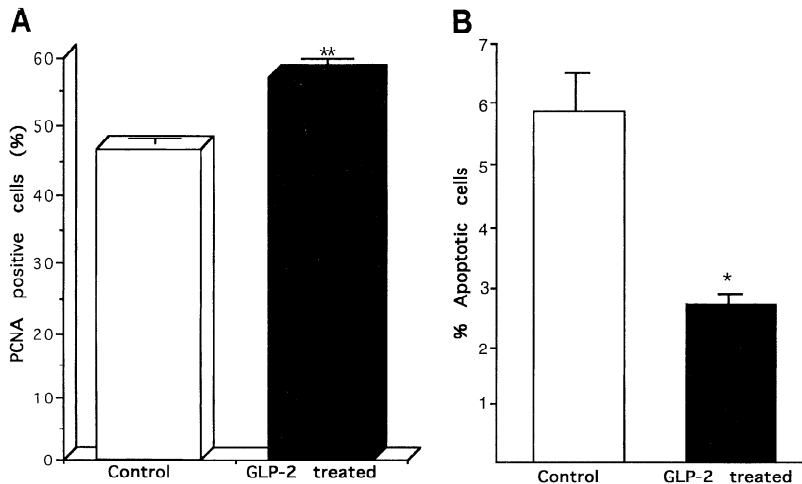 A
PCNA positive cells (%)
60
50
40
30
20
10
0
**
Control
GLP-2 treated
B
% Apoptotic cells
7
6
5
4
3
2
1
*
Control
GLP-2 treated